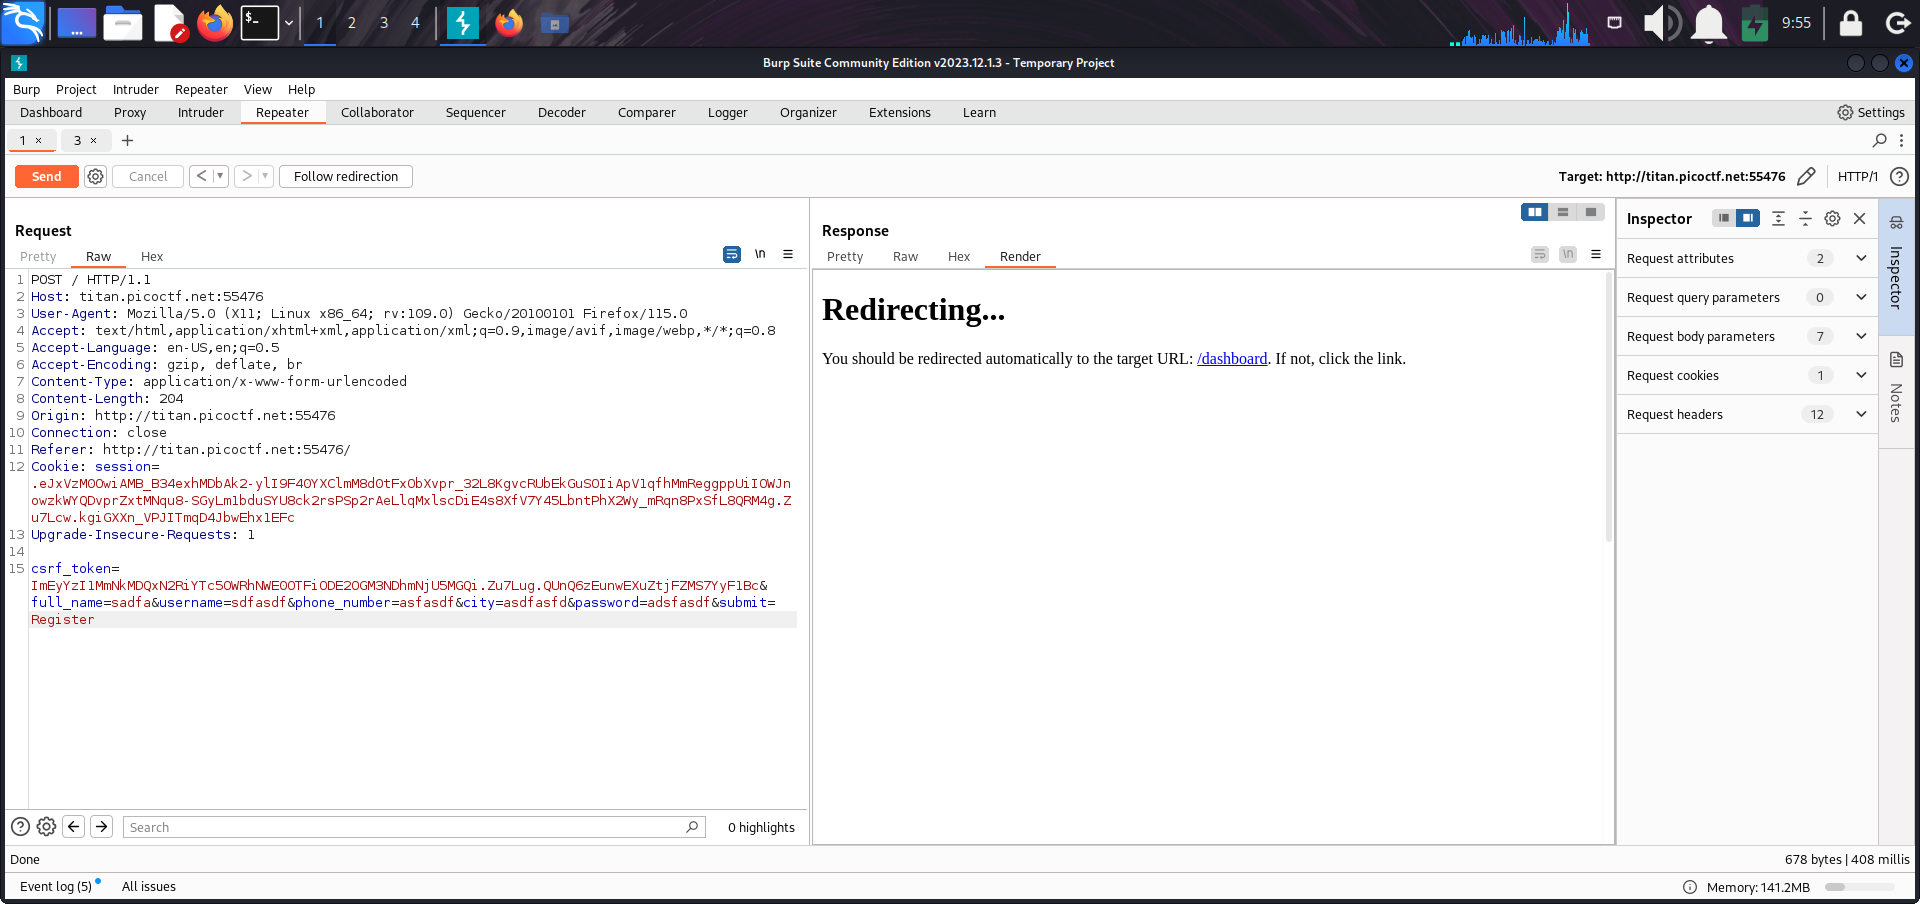 1 2 3 4 9:55
Burp Suite Community Edition v2023.12.1.3 - Temporary Project
Burp Project Intruder Repeater View Help
Dashboard Proxy Intruder Repeater Collaborator Sequencer Decoder Comparer Logger Organizer Extensions Learn Settings
1 × 3 × +
Send Cancel < > Follow redirection Target: http://titan.picoctf.net:55476 HTTP/1
Request
Pretty Raw Hex \n
1 POST / HTTP/1.1
2 Host: titan.picoctf.net:55476
3 User-Agent: Mozilla/5.0 (X11; Linux x86_64; rv:109.0) Gecko/20100101 Firefox/115.0
4 Accept: text/html,application/xhtml+xml,application/xml;q=0.9,image/avif,image/webp,*/*;q=0.8
5 Accept-Language: en-US,en;q=0.5
6 Accept-Encoding: gzip, deflate, br
7 Content-Type: application/x-www-form-urlencoded
8 Content-Length: 204
9 Origin: http://titan.picoctf.net:55476
10 Connection: close
11 Referer: http://titan.picoctf.net:55476/
12 Cookie: session=
.eJxVzM0OwiAMB_B34exhMDbAk2-ylI9F4OYXClmM8d0tFxObXvpr_32L8KgvcRUbEkGuS0IiApV1qfhMmReggppUiIOWJn
owzkWYQDvprZxtMNqu8-SGyLm1bduSYU8ck2rsPSp2rAeLlqMxlscDiE4s8XfV7Y45LbntPhX2Wy_mRqn8PxSfL8QRM4g.Z
u7Lcw.kgiGXXn_VPJITmqD4JbwEhx1EFc
13 Upgrade-Insecure-Requests: 1
14
15 csrf_token=
ImEyYzI1MmNkMDQxN2RiYTc5OWRhNWE0OTFiODE2OGM3NDhmNjU5MGQi.Zu7Lug.QUnQ6zEunwEXuZtjFZMS7YyF1Bc&
full_name=sadfa&username=sdfasdf&phone_number=asfasdf&city=asdfasfd&password=adsfasdf&submit=
Register
Search 0 highlights
Response
Pretty Raw Hex Render \n
Redirecting...
You should be redirected automatically to the target URL: /dashboard. If not, click the link.
Inspector
Request attributes 2
Request query parameters 0
Request body parameters 7
Request cookies 1
Request headers 12
Inspector
Notes
Done 678 bytes | 408 millis
Event log (5) All issues Memory: 141.2MB